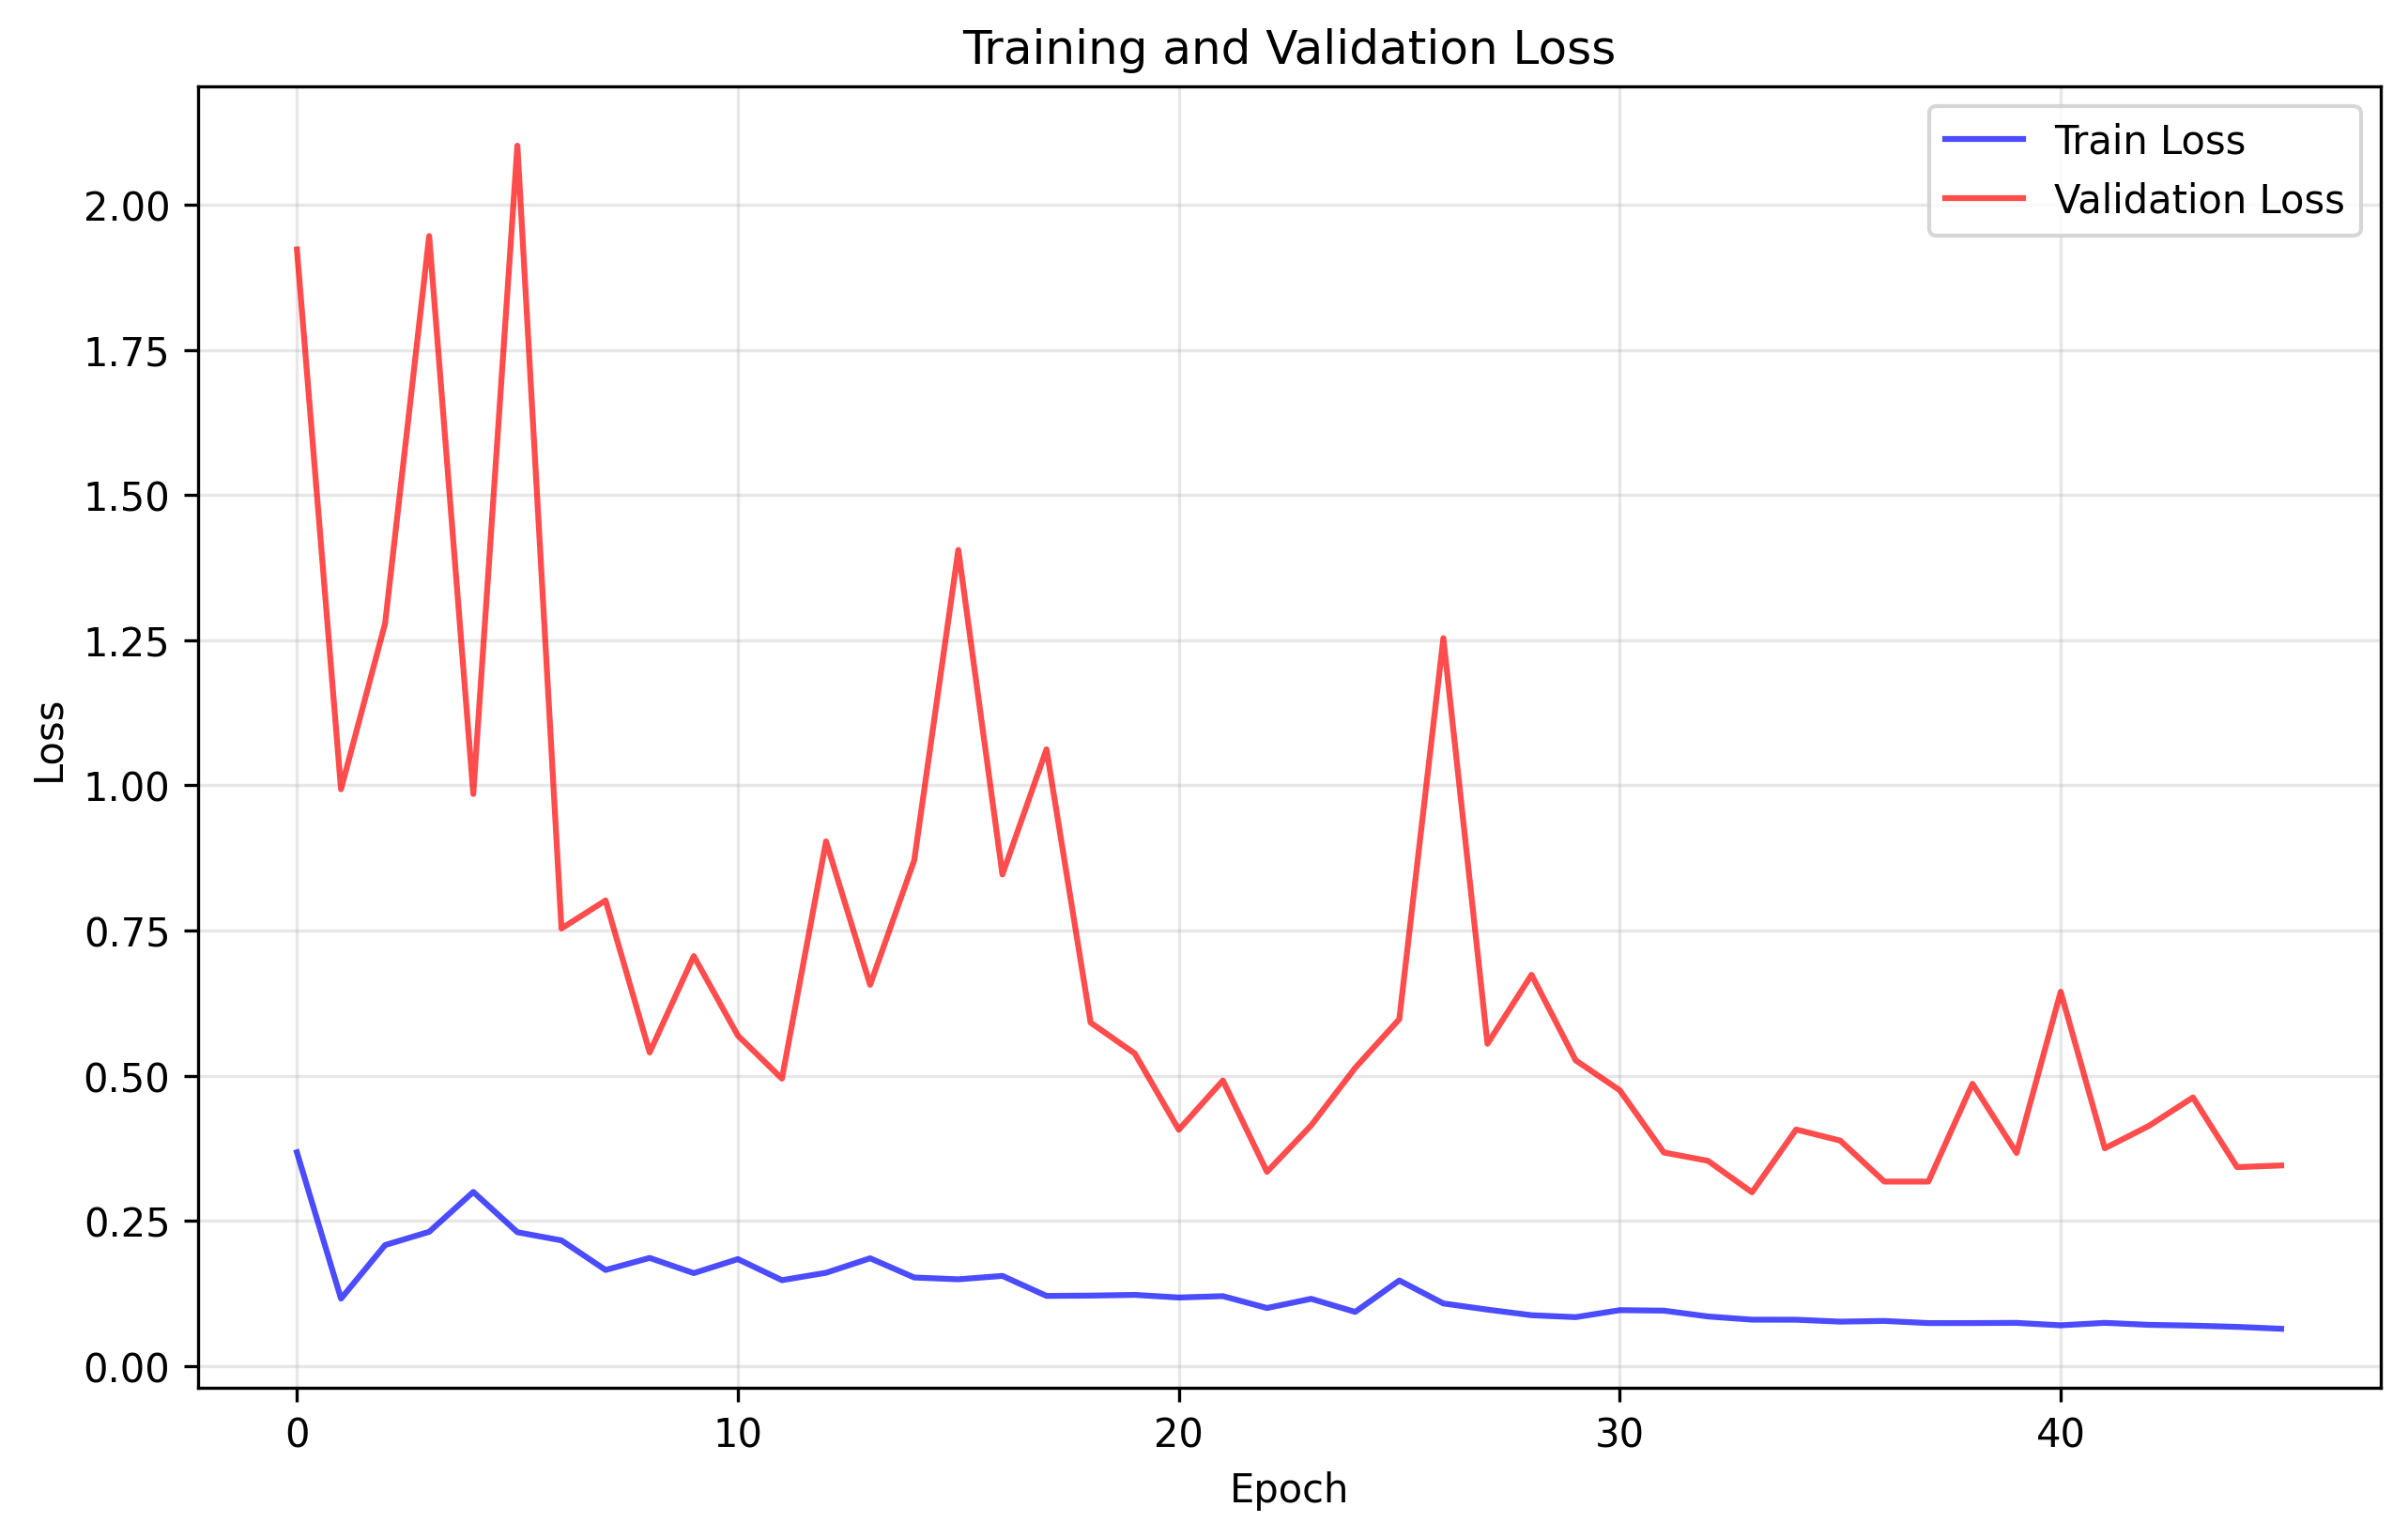 Training and Validation Loss
Train Loss
Validation Loss
2.00
1.75
1.50
1.25
1.00
0.75
0.50
0.25
0.00
Loss
0 10 20 30 40
Epoch